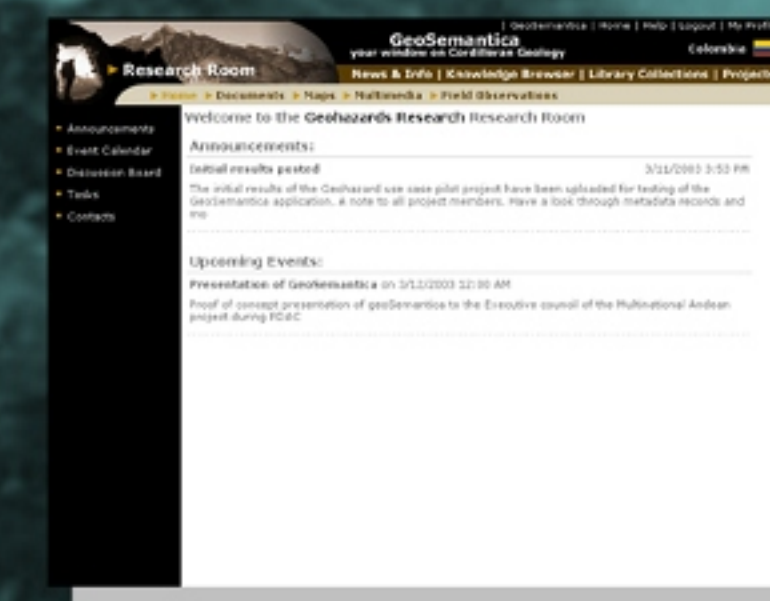 | GeoSemantica | Home | Help | Logout | My Profi
GeoSemantica
your window on Cordilleran Geology
Colombia
Research Room
News & Info | Knowledge Browser | Library Collections | Projects
Home Documents Maps Multimedia Field Observations
Welcome to the Geohazards Research Research Room
Announcements
Event Calendar
Discussion Board
Tasks
Contacts
Announcements:
Initial results posted 3/11/2003 3:53 PM
The initial results of the Geohazard use case pilot project have been uploaded for testing of the
GeoSemantica application. A note to all project members. Have a look through metadata records and
Upcoming Events:
Presentation of GeoSemantica on 3/12/2003 12:00 AM
Proof of concept presentation of geoSemantica to the Executive council of the Multinational Andean
project during PDAC